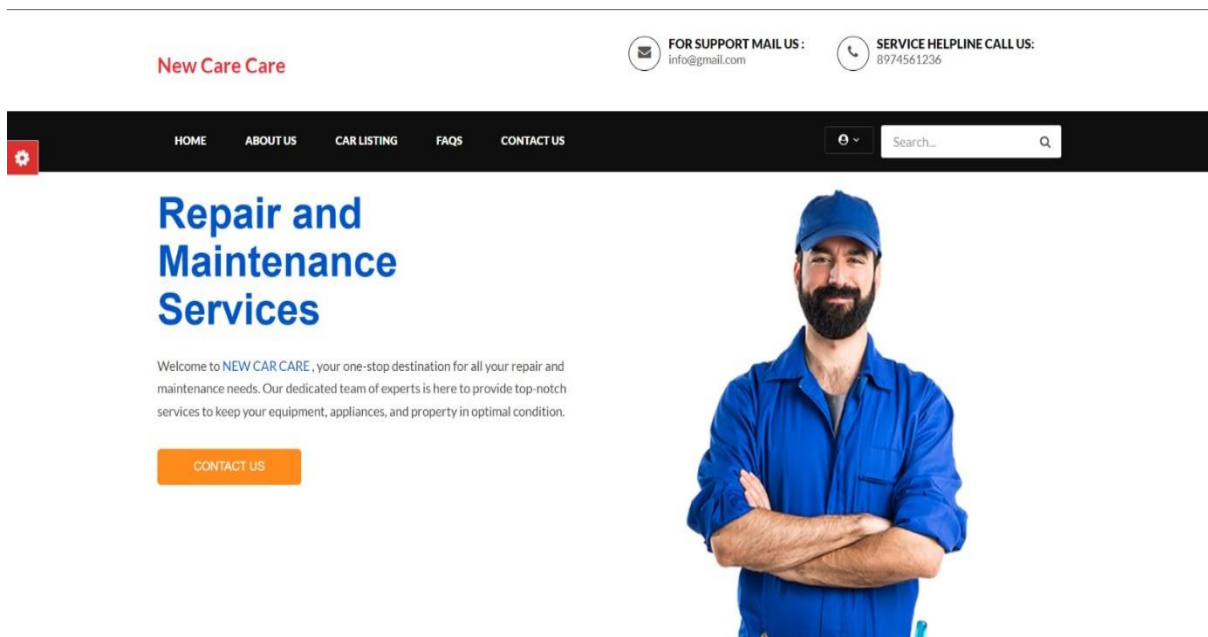 New Care Care
FOR SUPPORT MAIL US :
info@gmail.com
SERVICE HELPLINE CALL US:
8974561236
HOME ABOUT US CAR LISTING FAQS CONTACT US
Search...
Repair and
Maintenance
Services
Welcome to NEW CAR CARE , your one-stop destination for all your repair and
maintenance needs. Our dedicated team of experts is here to provide top-notch
services to keep your equipment, appliances, and property in optimal condition.
CONTACT US